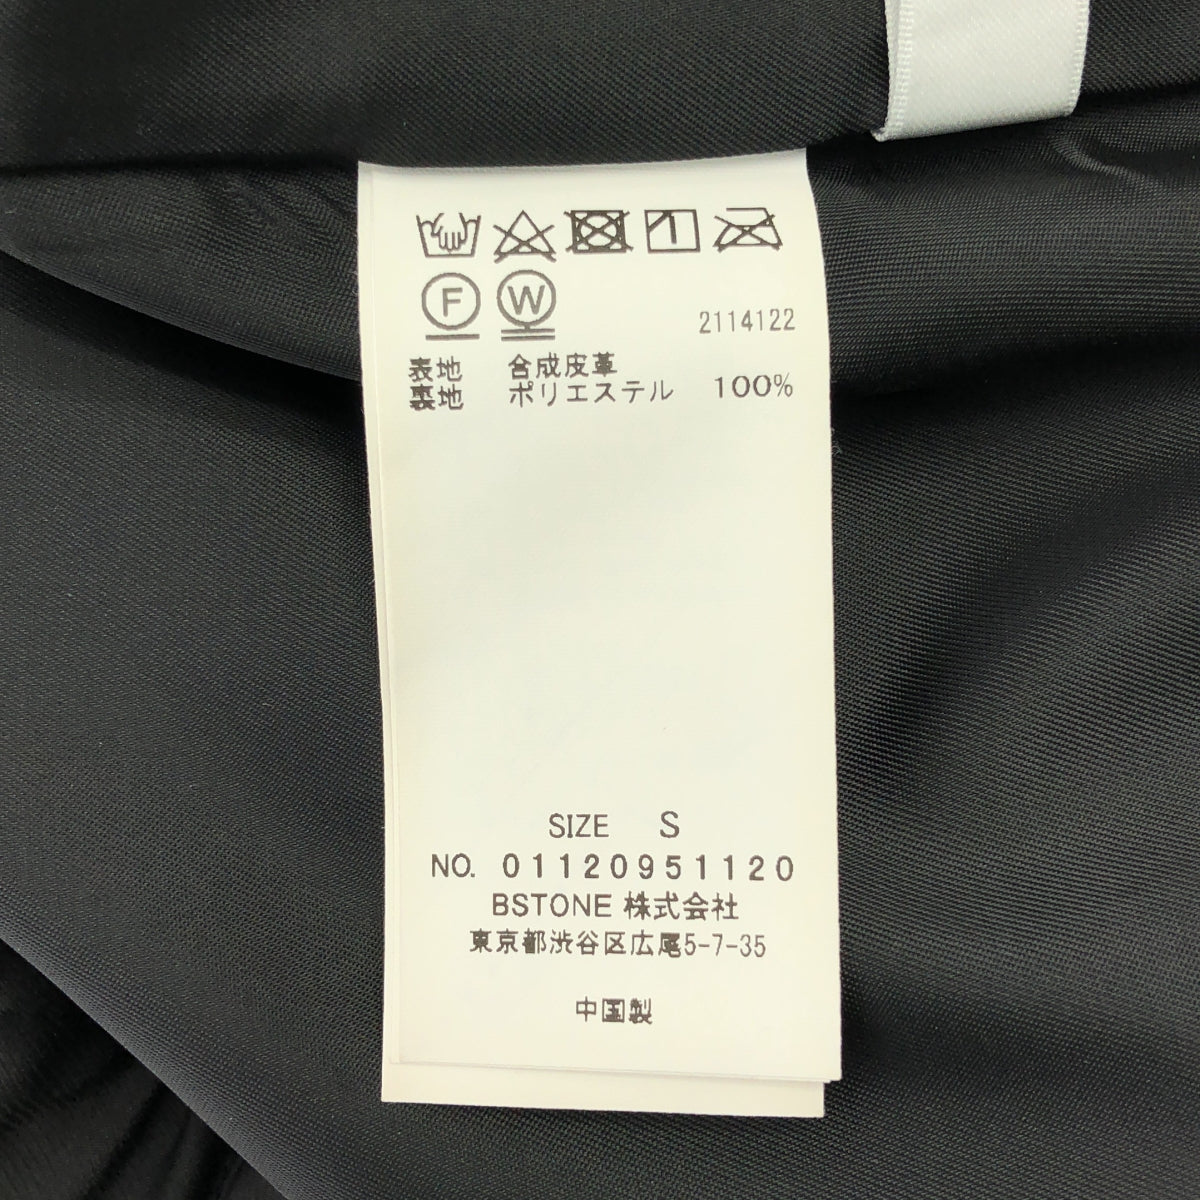 F W
2114122
表地 合成皮革
裏地 ポリエステル 100%
SIZE S
NO. 01120951120
BSTONE 株式会社
東京都渋谷区広尾5-7-35
中国製